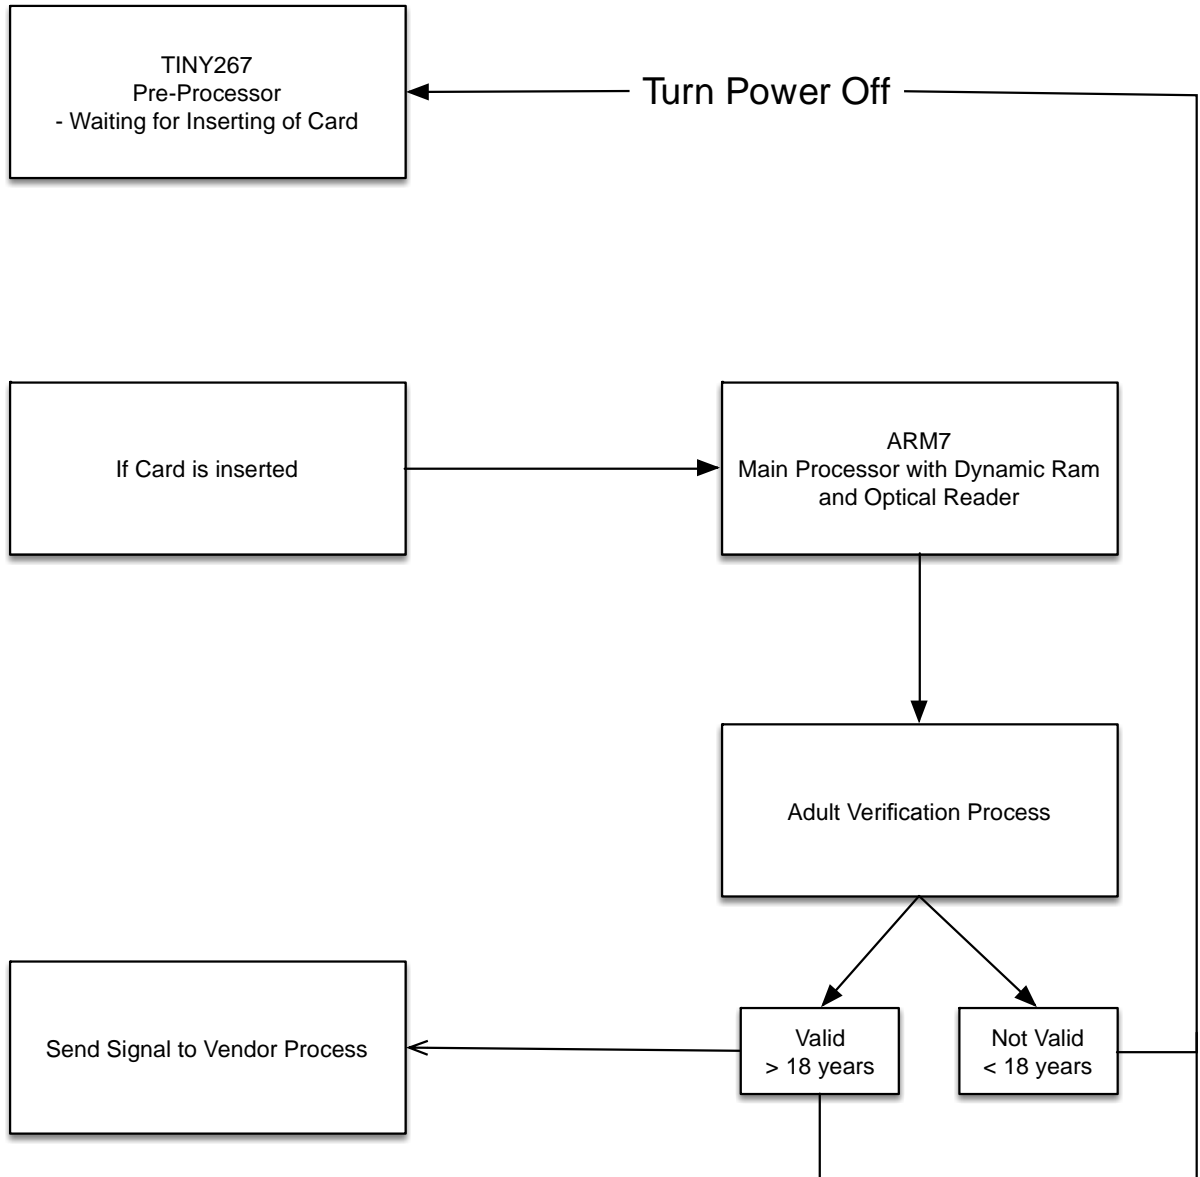 TINY267
Pre-Processor
- Waiting for Inserting of Card
Turn Power Off
If Card is inserted
ARM7
Main Processor with Dynamic Ram
and Optical Reader
Adult Verification Process
Send Signal to Vendor Process
Valid
> 18 years
Not Valid
< 18 years